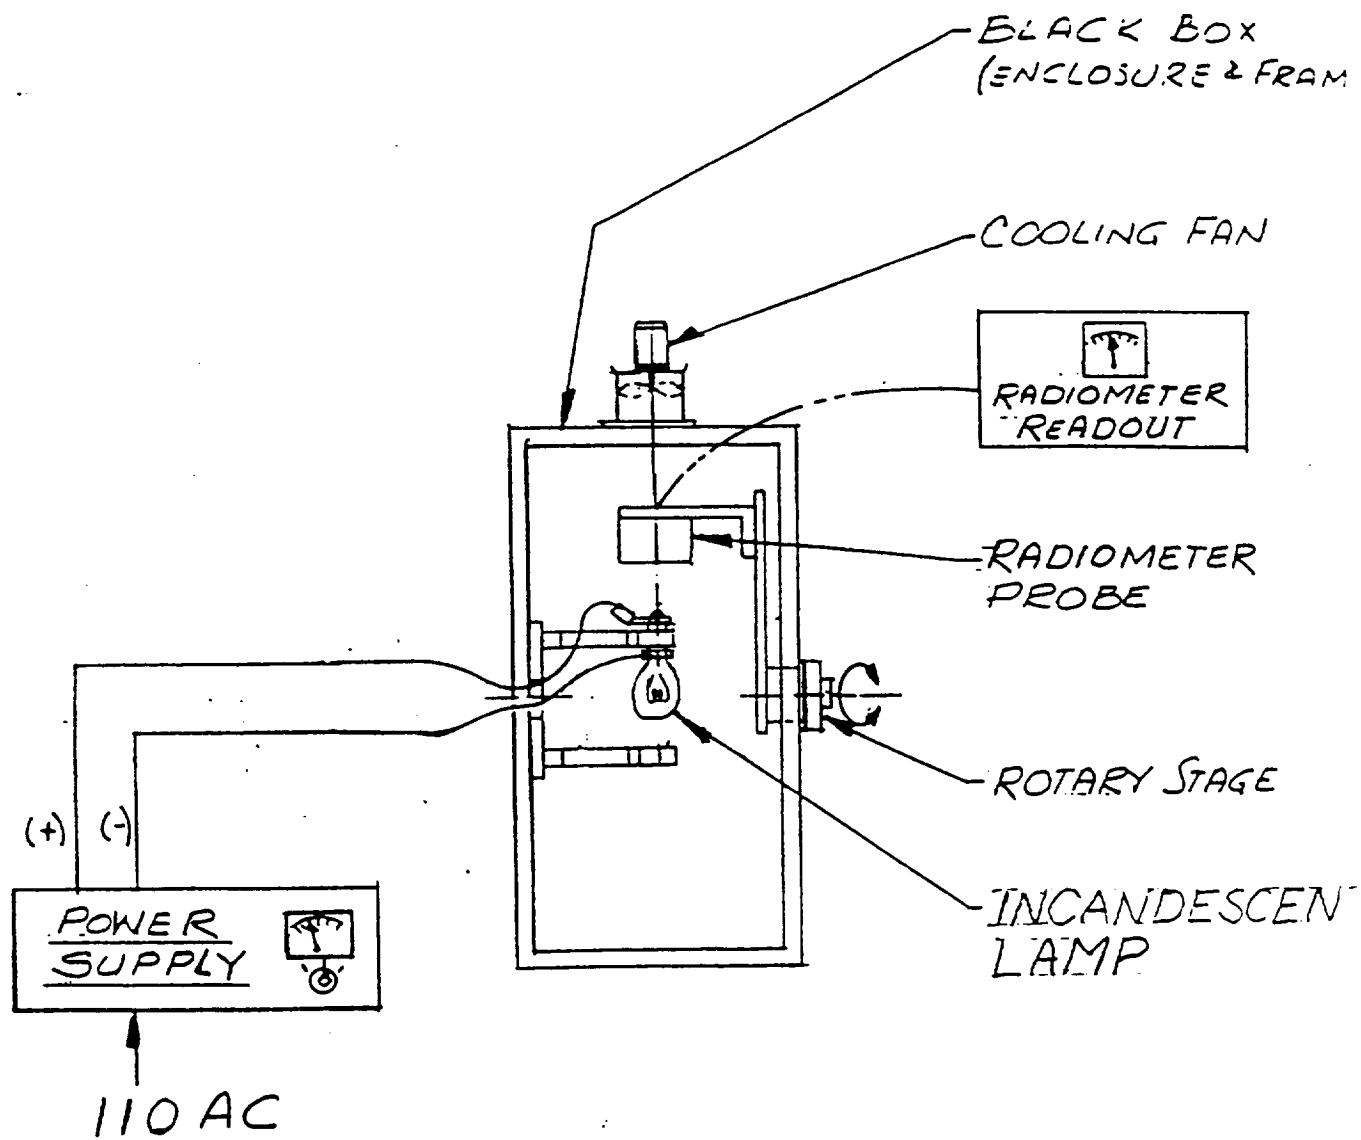 BLACK BOX
(ENCLOSURE & FRAM
COOLING FAN
RADIOMETER
READOUT
RADIOMETER
PROBE
ROTARY STAGE
INCANDESCEN
LAMP
(+) (-)
POWER
SUPPLY
110 AC